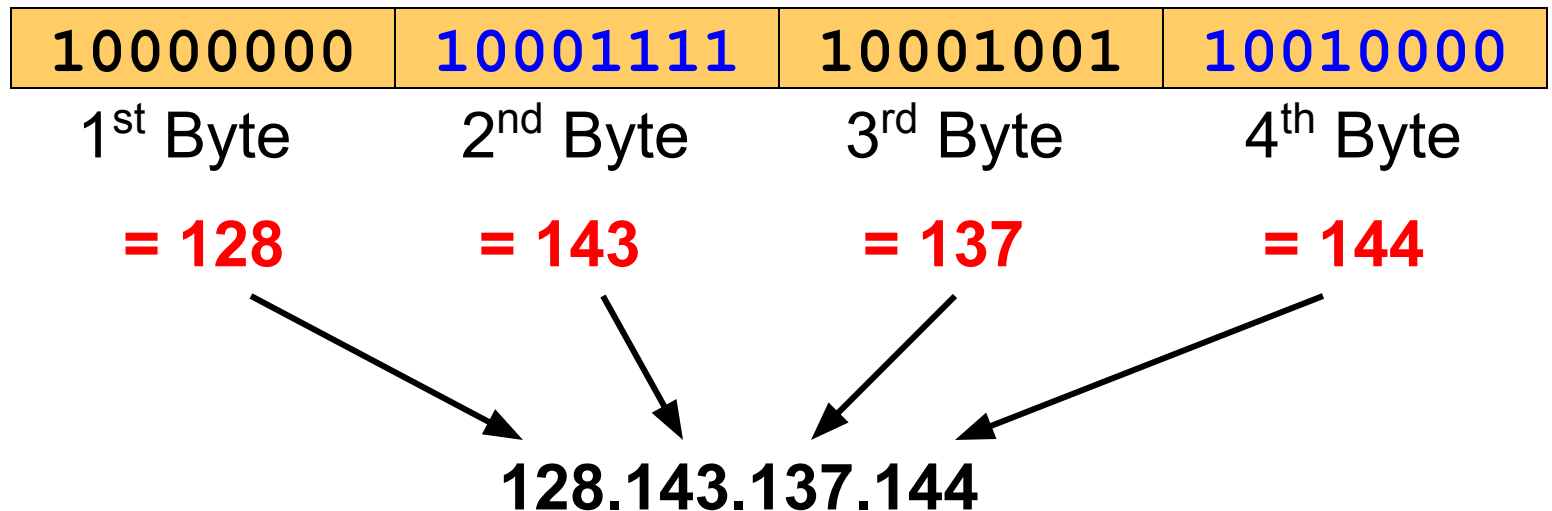 10000000 10001111 10001001 10010000
1st Byte 2nd Byte 3rd Byte 4th Byte
= 128 = 143 = 137 = 144
128.143.137.144